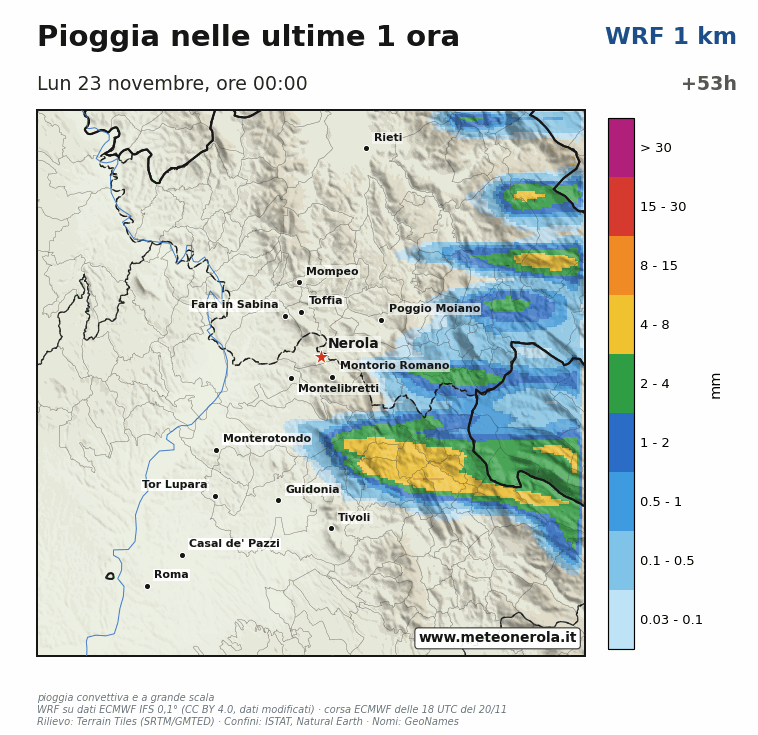 Pioggia nelle ultime 1 ora
WRF 1 km
Lun 23 novembre, ore 00:00
+53h
Rieti
Mompeo
Fara in Sabina
Toffia
Poggio Moiano
Nerola
Montorio Romano
Montelibretti
Monterotondo
Tor Lupara
Guidonia
Tivoli
Casal de' Pazzi
Roma
www.meteonerola.it
> 30
15 - 30
8 - 15
4 - 8
2 - 4
1 - 2
0.5 - 1
0.1 - 0.5
0.03 - 0.1
mm
pioggia convettiva e a grande scala
WRF su dati ECMWF IFS 0,1° (CC BY 4.0, dati modificati) · corsa ECMWF delle 18 UTC del 20/11
Rilievo: Terrain Tiles (SRTM/GMTED) · Confini: ISTAT, Natural Earth · Nomi: GeoNames